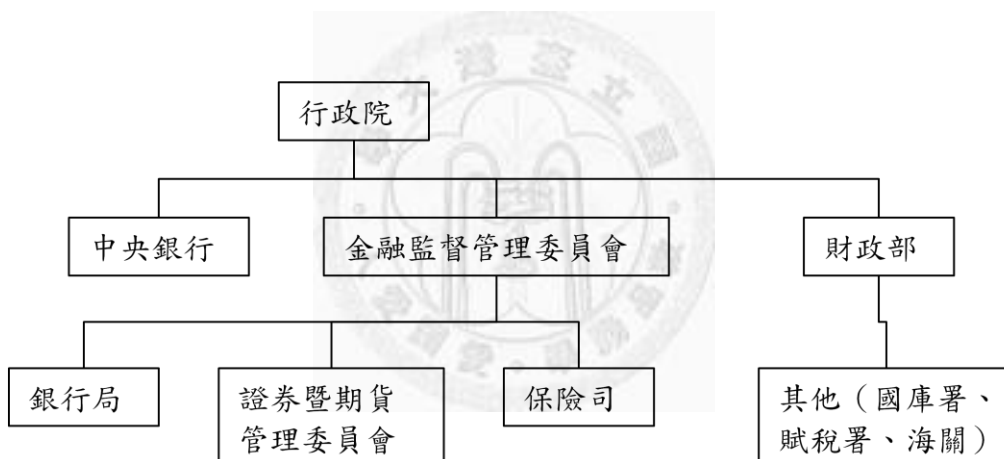 行政院
中央銀行
金融監督管理委員會
財政部
銀行局
證券暨期貨
管理委員會
保險司
其他（國庫署、
賦稅署、海關）